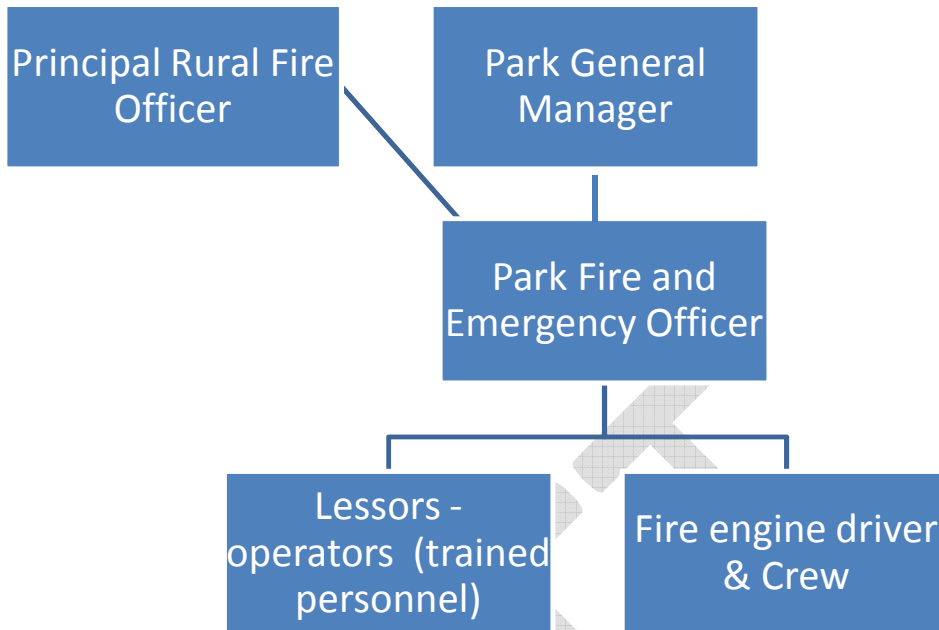 Principal Rural Fire
Officer
Park General
Manager
Park Fire and
Emergency Officer
Lessors -
operators  (trained
personnel)
Fire engine driver
& Crew